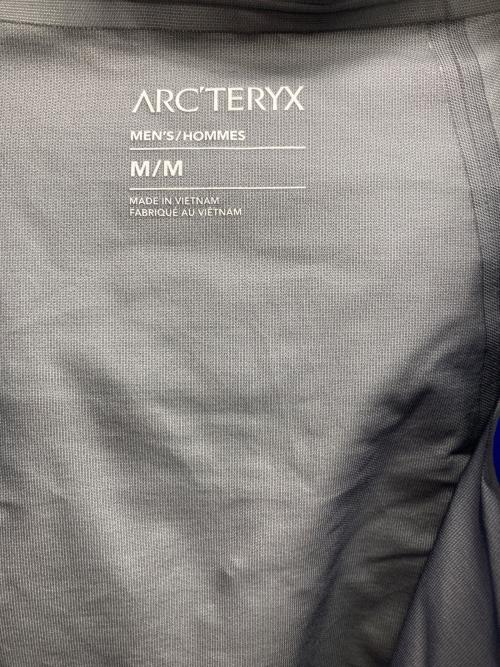 ARC'TERYX
MEN'S/HOMMES
M/M
MADE IN VIETNAM
FABRIQUÉ AU VIÊTNAM